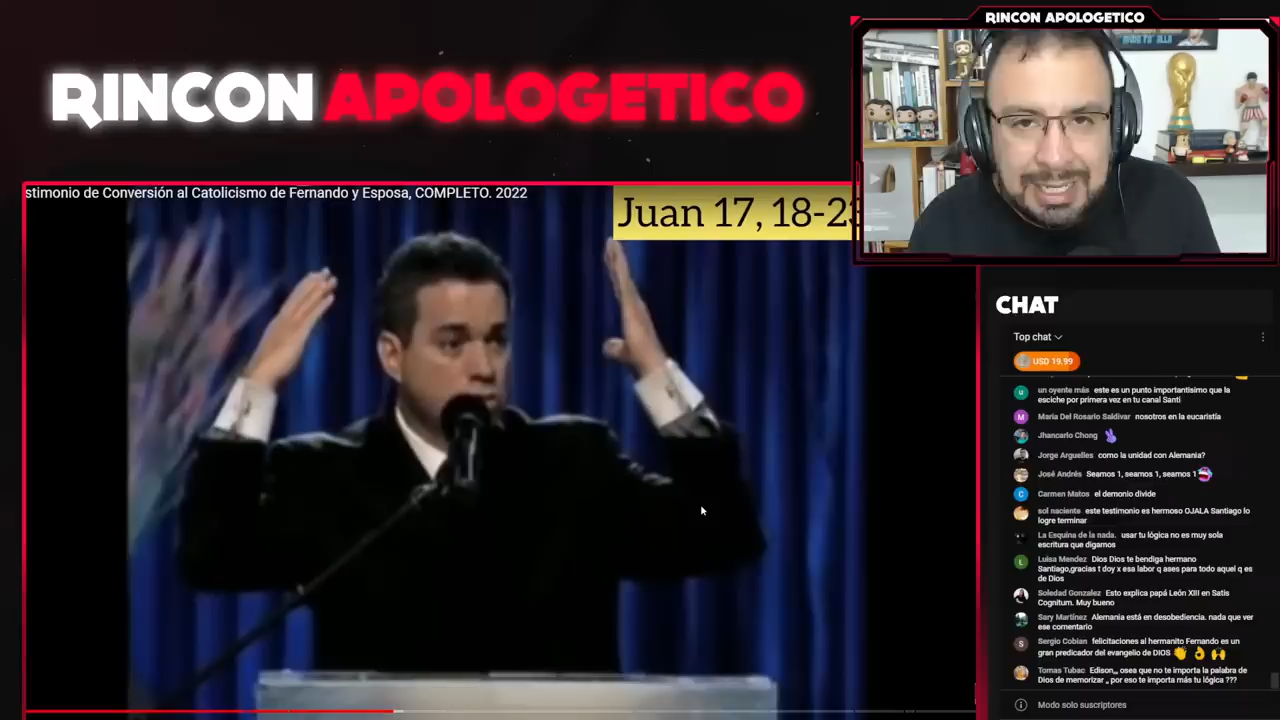 RINCON APOLOGETICO
RINCON APOLOGETICO
stimonio de Conversión al Catolicismo de Fernando y Esposa, COMPLETO. 2022
Juan 17, 18-23
CHAT
Top chat
USD 19.99
un oyente más este es un punto importantisimo que la
esciche por primera vez en tu canal Santi
Maria Del Rosario Saldivar nosotros en la eucaristía
Jhancarlo Chong
Jorge Arguelles como la unidad con Alemania?
José Andrés Seamos 1, seamos 1, seamos 1
Carmen Matos el demonio divide
sol naciente este testimonio es hermoso OJALA Santiago lo
logre terminar
La Esquina de la nada. usar tu lógica no es muy sola
escritura que digamos
Luisa Mendez Dios Dios te bendiga hermano
Santiago,gracias t doy x esa labor q ases para todo aquel q es
de Dios
Soledad Gonzalez Esto explica papá León XIII en Satis
Cognitum. Muy bueno
Sary Martínez Alemania está en desobediencia. nada que ver
ese comentario
Sergio Cobian felicitaciones al hermanito Fernando es un
gran predicador del evangelio de DIOS
Tomas Tubac Edison,,, osea que no te importa la palabra de
Dios de memorizar ,, por eso te importa más tu lógica ???
Modo solo suscriptores